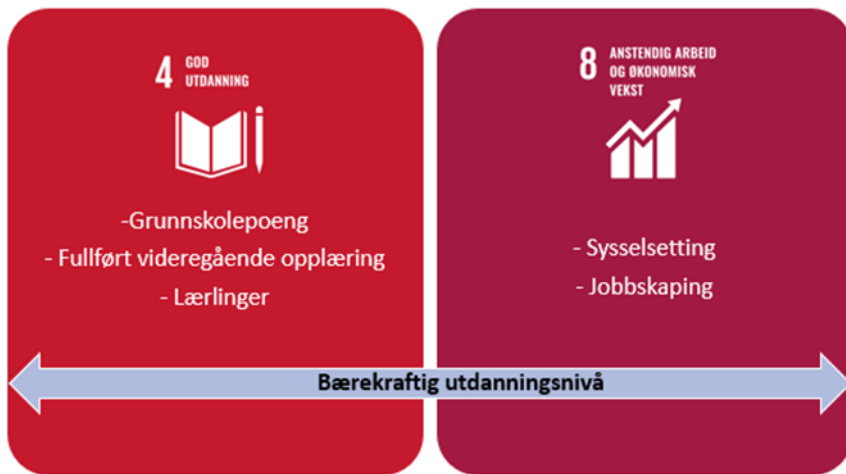 4 GOD
UTDANNING
-Grunnskolepoeng
- Fullført videregående opplæring
- Lærlinger
8 ANSTENDIG ARBEID
OG ØKONOMISK
VEKST
- Sysselsetting
- Jobbskaping
Bærekraftig utdanningsnivå